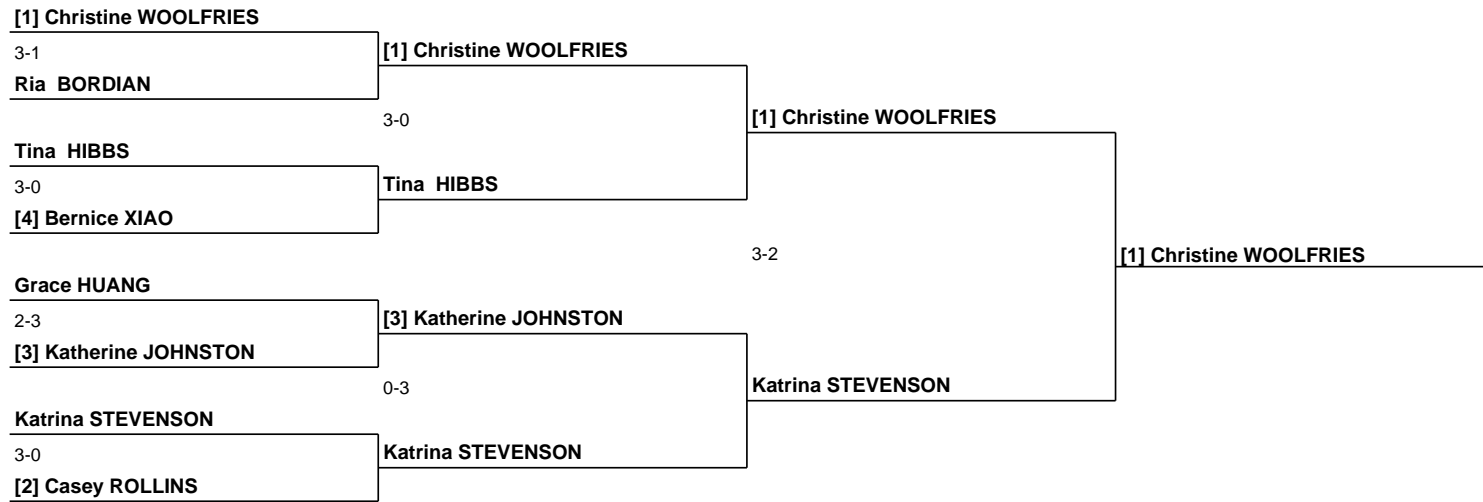 [1] Christine WOOLFRIES
3-1
[1] Christine WOOLFRIES
Ria BORDIAN
3-0
[1] Christine WOOLFRIES
Tina HIBBS
3-0
Tina HIBBS
[4] Bernice XIAO
3-2
[1] Christine WOOLFRIES
Grace HUANG
2-3
[3] Katherine JOHNSTON
[3] Katherine JOHNSTON
0-3
Katrina STEVENSON
Katrina STEVENSON
3-0
Katrina STEVENSON
[2] Casey ROLLINS